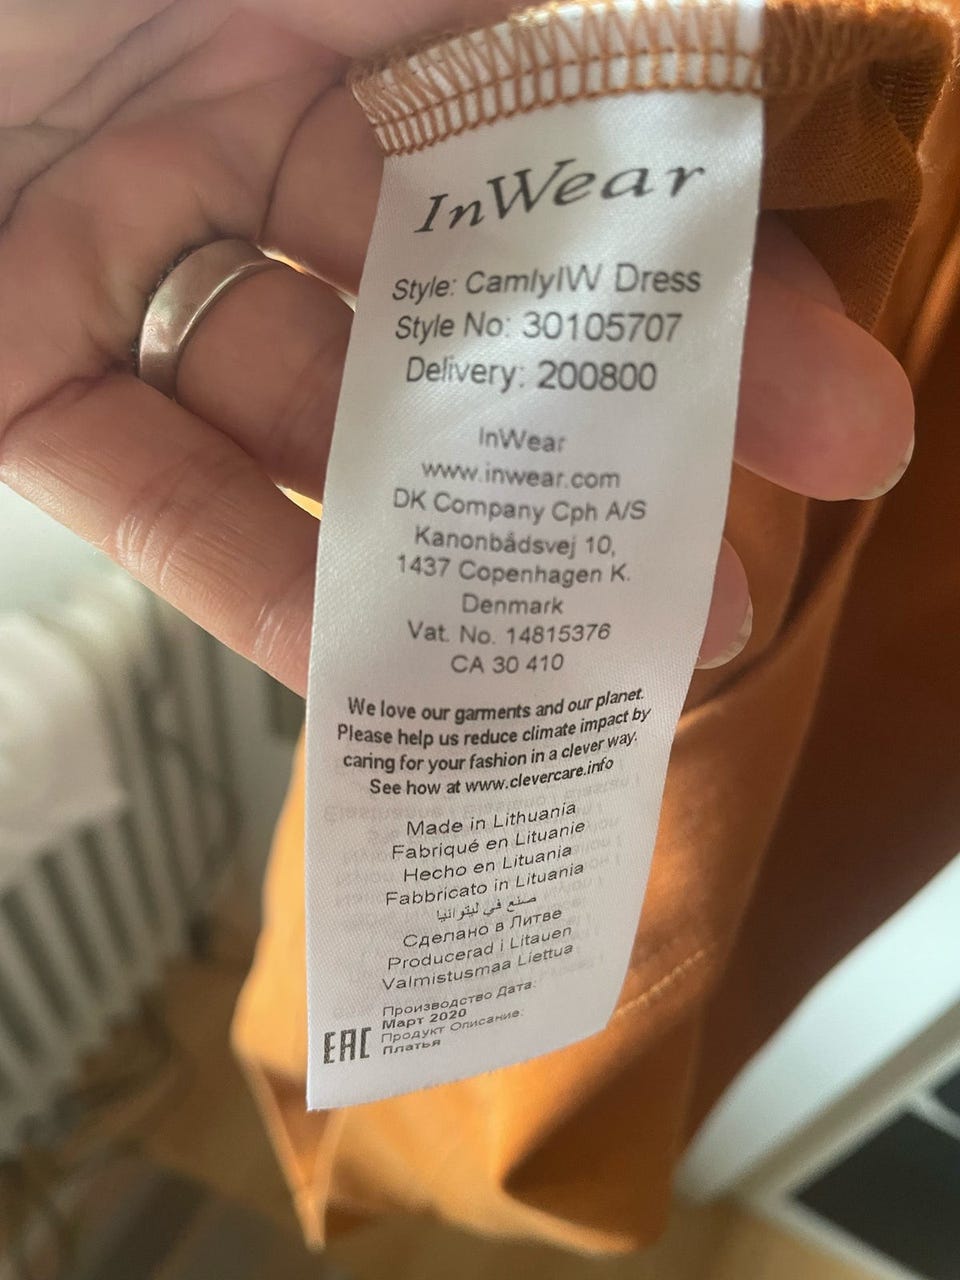 InWear
Style: CamlyIW Dress
Style No: 30105707
Delivery: 200800
InWear
www.inwear.com
DK Company Cph A/S
Kanonbådsvej 10,
1437 Copenhagen K.
Denmark
Vat. No. 14815376
CA 30 410
We love our garments and our planet.
Please help us reduce climate impact by
caring for your fashion in a clever way.
See how at www.clevercare.info
Made in Lithuania
Fabriqué en Lituanie
Hecho en Lituania
Fabbricato in Lituania
صنع في ليتوانيا
Сделано в Литве
Producerad i Litauen
Valmistusmaa Liettua
Производство Дата:
Март 2020
Продукт Описание:
Платья
EAC